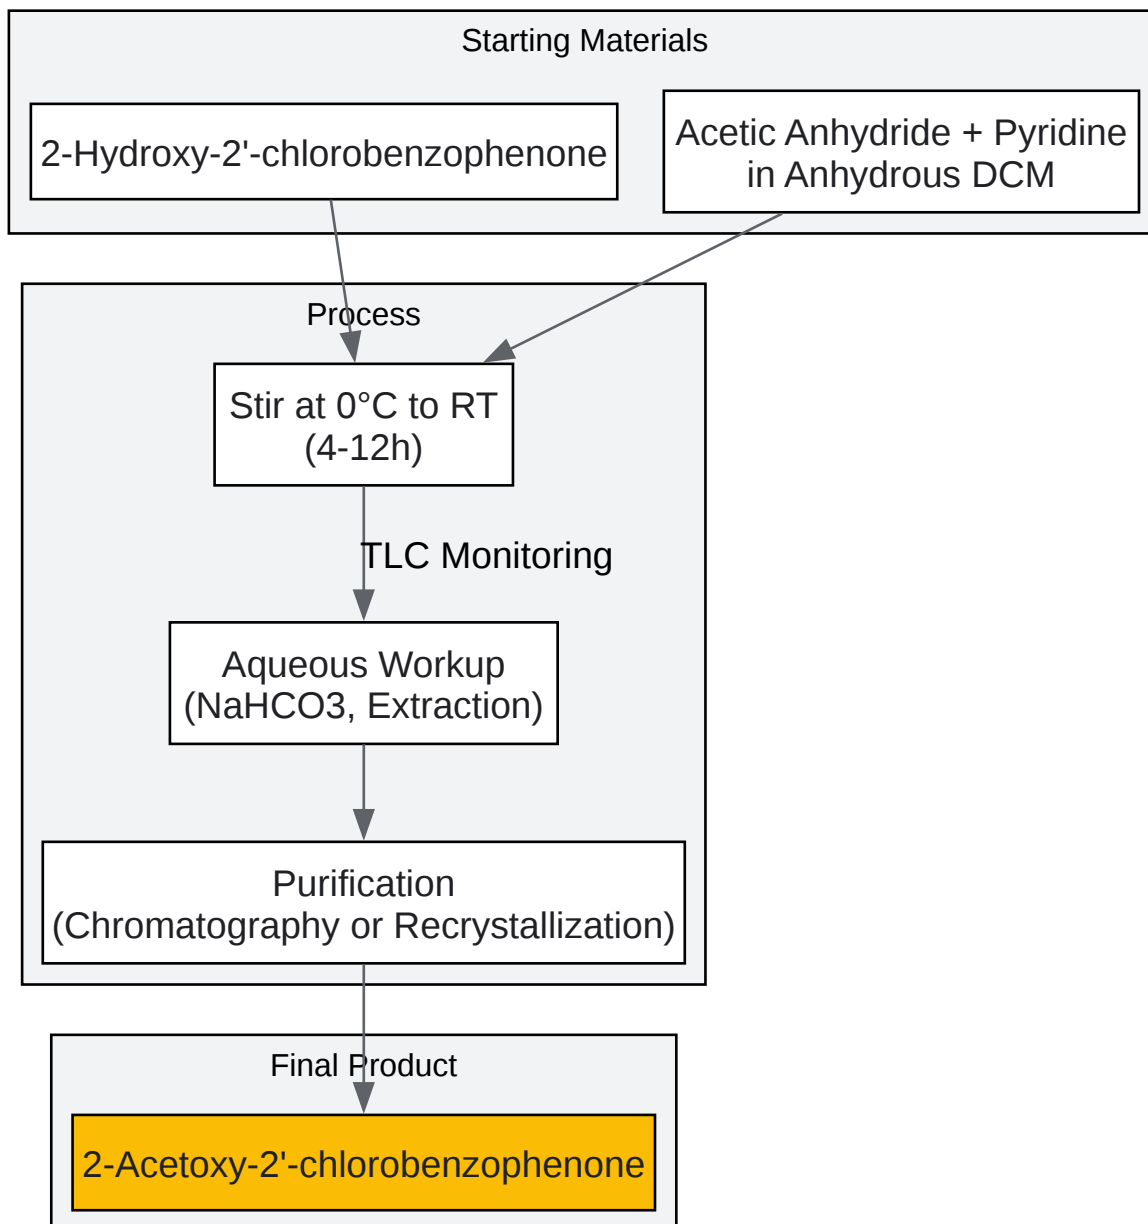 Starting Materials
2-Hydroxy-2'-chlorobenzophenone
Acetic Anhydride + Pyridine
in Anhydrous DCM
Process
Stir at 0°C to RT
(4-12h)
TLC Monitoring
Aqueous Workup
(NaHCO3, Extraction)
Purification
(Chromatography or Recrystallization)
Final Product
2-Acetoxy-2'-chlorobenzophenone